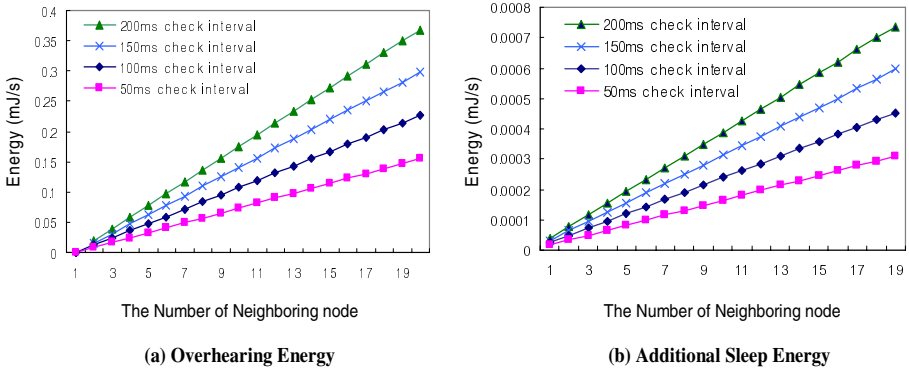 0.4
0.35
0.3
0.25
0.2
0.15
0.1
0.05
0
Energy (mJ/s)
200ms check interval
150ms check interval
100ms check interval
50ms check interval
1 3 5 7 9 11 13 15 17 19
The Number of Neighboring node
(a) Overhearing Energy
0.0008
0.0007
0.0006
0.0005
0.0004
0.0003
0.0002
0.0001
0
Energy (mJ/s)
200ms check interval
150ms check interval
100ms check interval
50ms check interval
1 3 5 7 9 11 13 15 17 19
The Number of Neighboring node
(b) Additional Sleep Energy